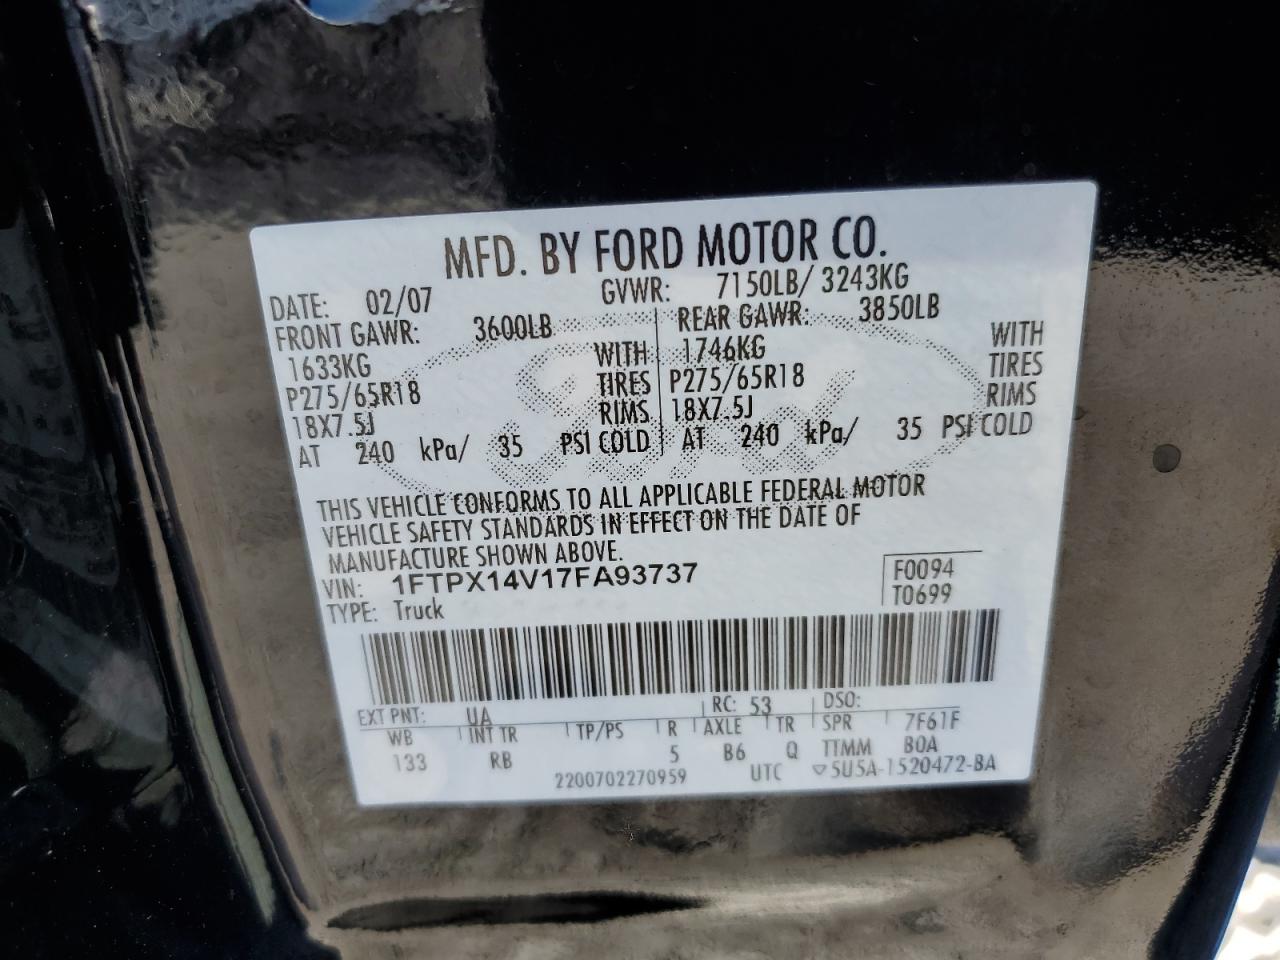 MFD. BY FORD MOTOR CO.
DATE: 02/07 GVWR: 7150LB/ 3243KG
FRONT GAWR: 3600LB REAR GAWR: 3850LB
1633KG WITH 1746KG WITH
P275/65R18 TIRES P275/65R18 TIRES
18X7.5J RIMS 18X7.5J RIMS
AT 240 kPa/ 35 PSI COLD AT 240 kPa/ 35 PSI COLD
Ford
THIS VEHICLE CONFORMS TO ALL APPLICABLE FEDERAL MOTOR
VEHICLE SAFETY STANDARDS IN EFFECT ON THE DATE OF
MANUFACTURE SHOWN ABOVE.
VIN: 1FTPX14V17FA93737 F0094
TYPE: Truck T0699
EXT PNT: UA RC: 53 DSO:
WB INT TR TP/PS R AXLE TR SPR 7F61F
133 RB 5 B6 Q TTMM BOA
2200702270959 UTC ▽5U5A-1520472-BA